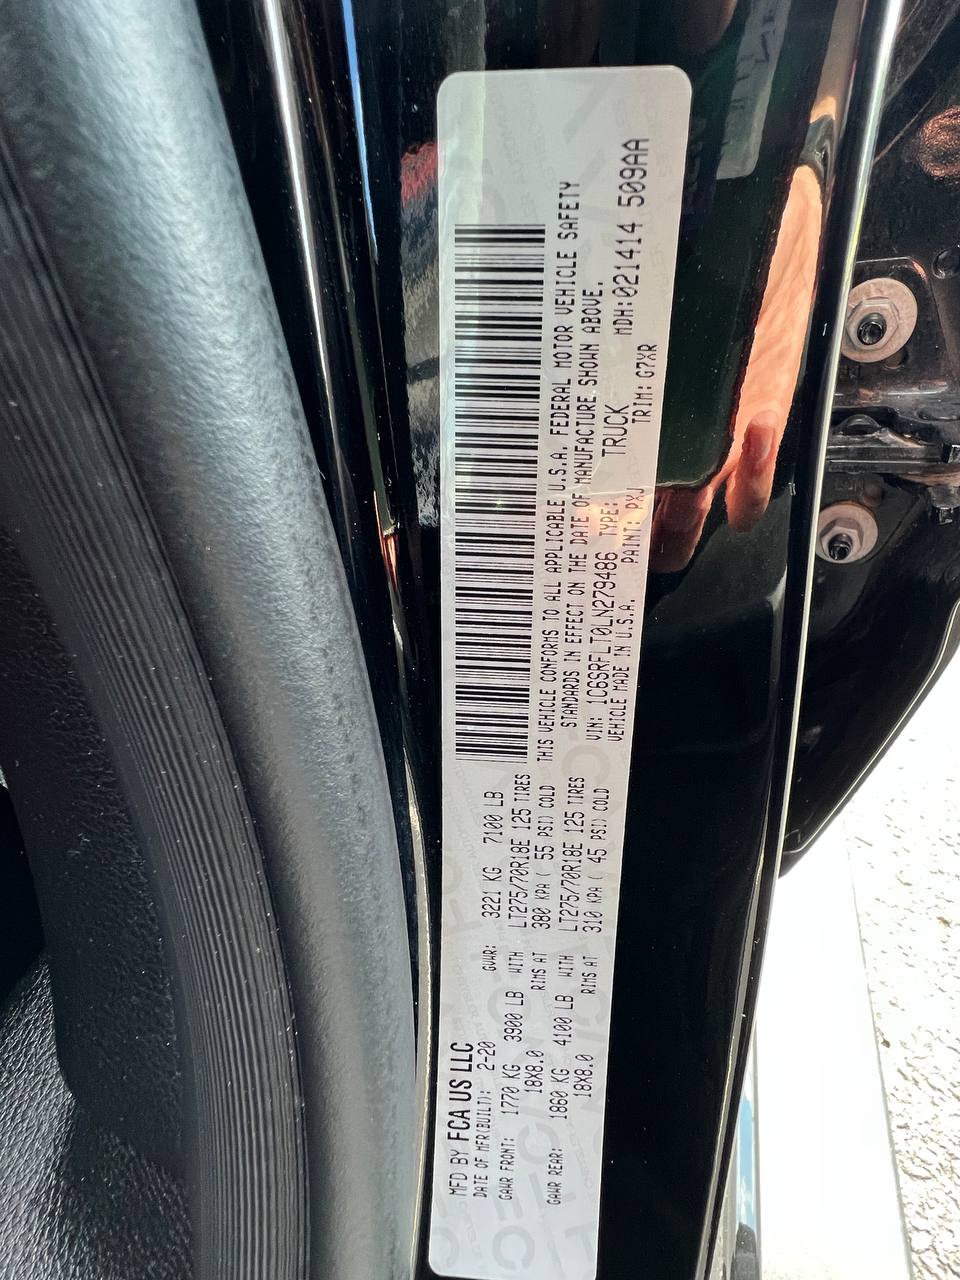 MFD BY FCA US LLC
DATE OF MFR(BUILT): 2-20 GVWR: 3221 KG 7100 LB
GAWR FRONT: 1770 KG 3900 LB WITH LT275/70R18E 125 TIRES
18X8.0 RIMS AT 380 KPA ( 55 PSI) COLD
GAWR REAR: 1860 KG 4100 LB WITH LT275/70R18E 125 TIRES
18X8.0 RIMS AT 310 KPA ( 45 PSI) COLD
THIS VEHICLE CONFORMS TO ALL APPLICABLE U.S.A. FEDERAL MOTOR VEHICLE SAFETY
STANDARDS IN EFFECT ON THE DATE OF MANUFACTURE SHOWN ABOVE.
VIN: 1C6SRFLT0LN279486 TYPE: TRUCK MDH:021414 509AA
VEHICLE MADE IN U.S.A. PAINT: PXJ TRIM: G7XR